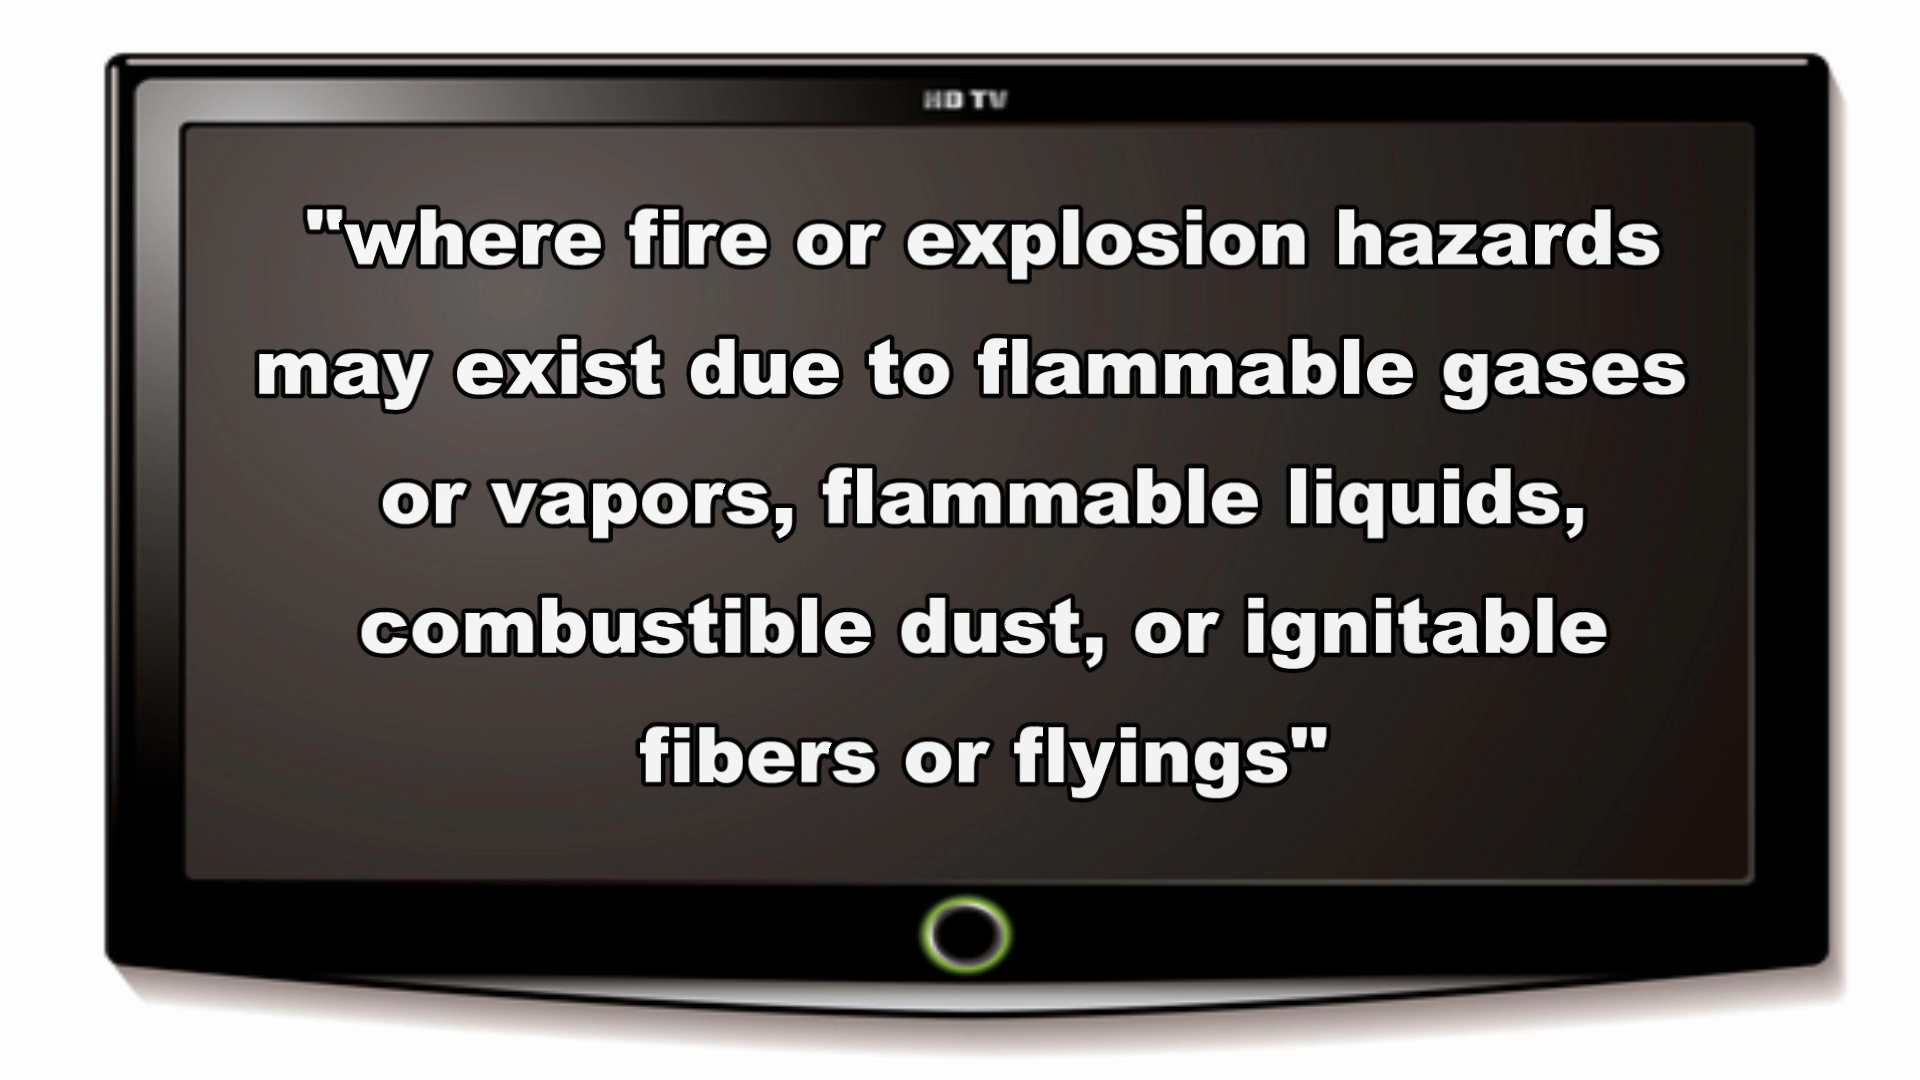 HD TV
"where fire or explosion hazards
may exist due to flammable gases
or vapors, flammable liquids,
combustible dust, or ignitable
fibers or flyings"